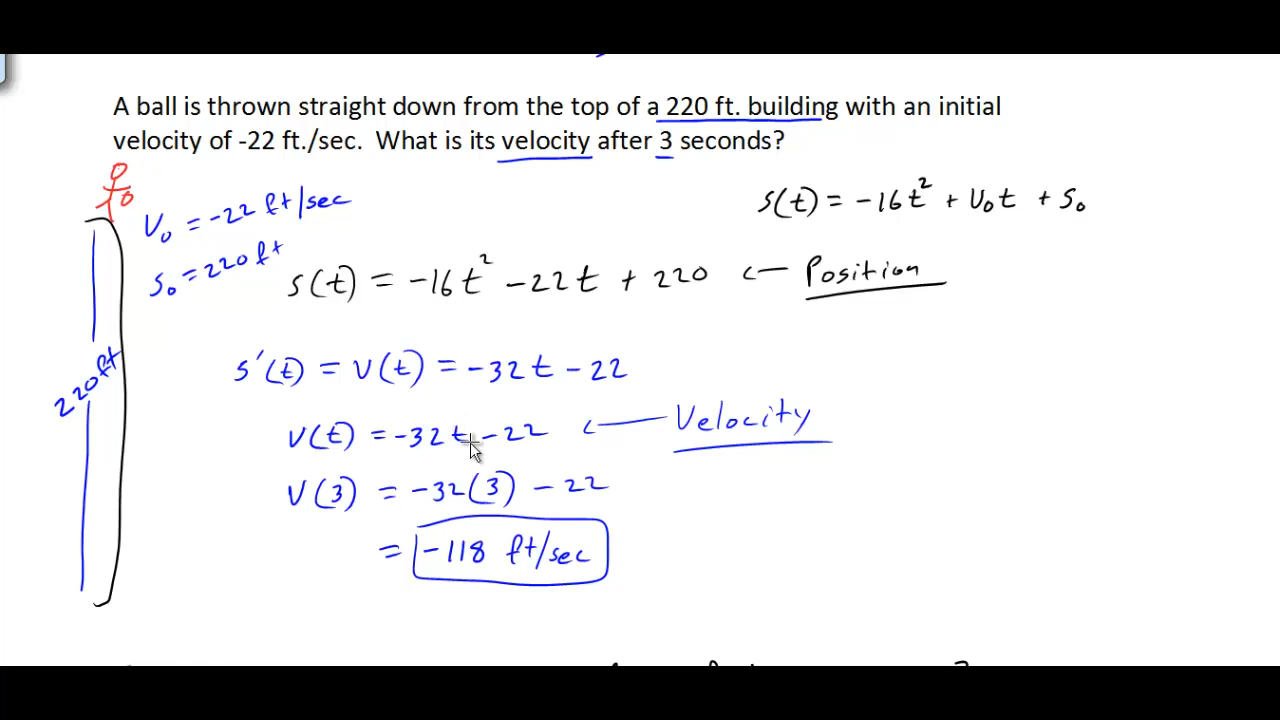 A ball is thrown straight down from the top of a 220 ft. building with an initial
velocity of -22 ft./sec. What is its velocity after 3 seconds?
V₀ = -22 ft/sec
s(t) = -16t² + V₀t + s₀
s₀ = 220 ft
s(t) = -16t² - 22t + 220 ← Position
220 ft
s'(t) = v(t) = -32t - 22
v(t) = -32t - 22 ← Velocity
v(3) = -32(3) - 22
= -118 ft/sec